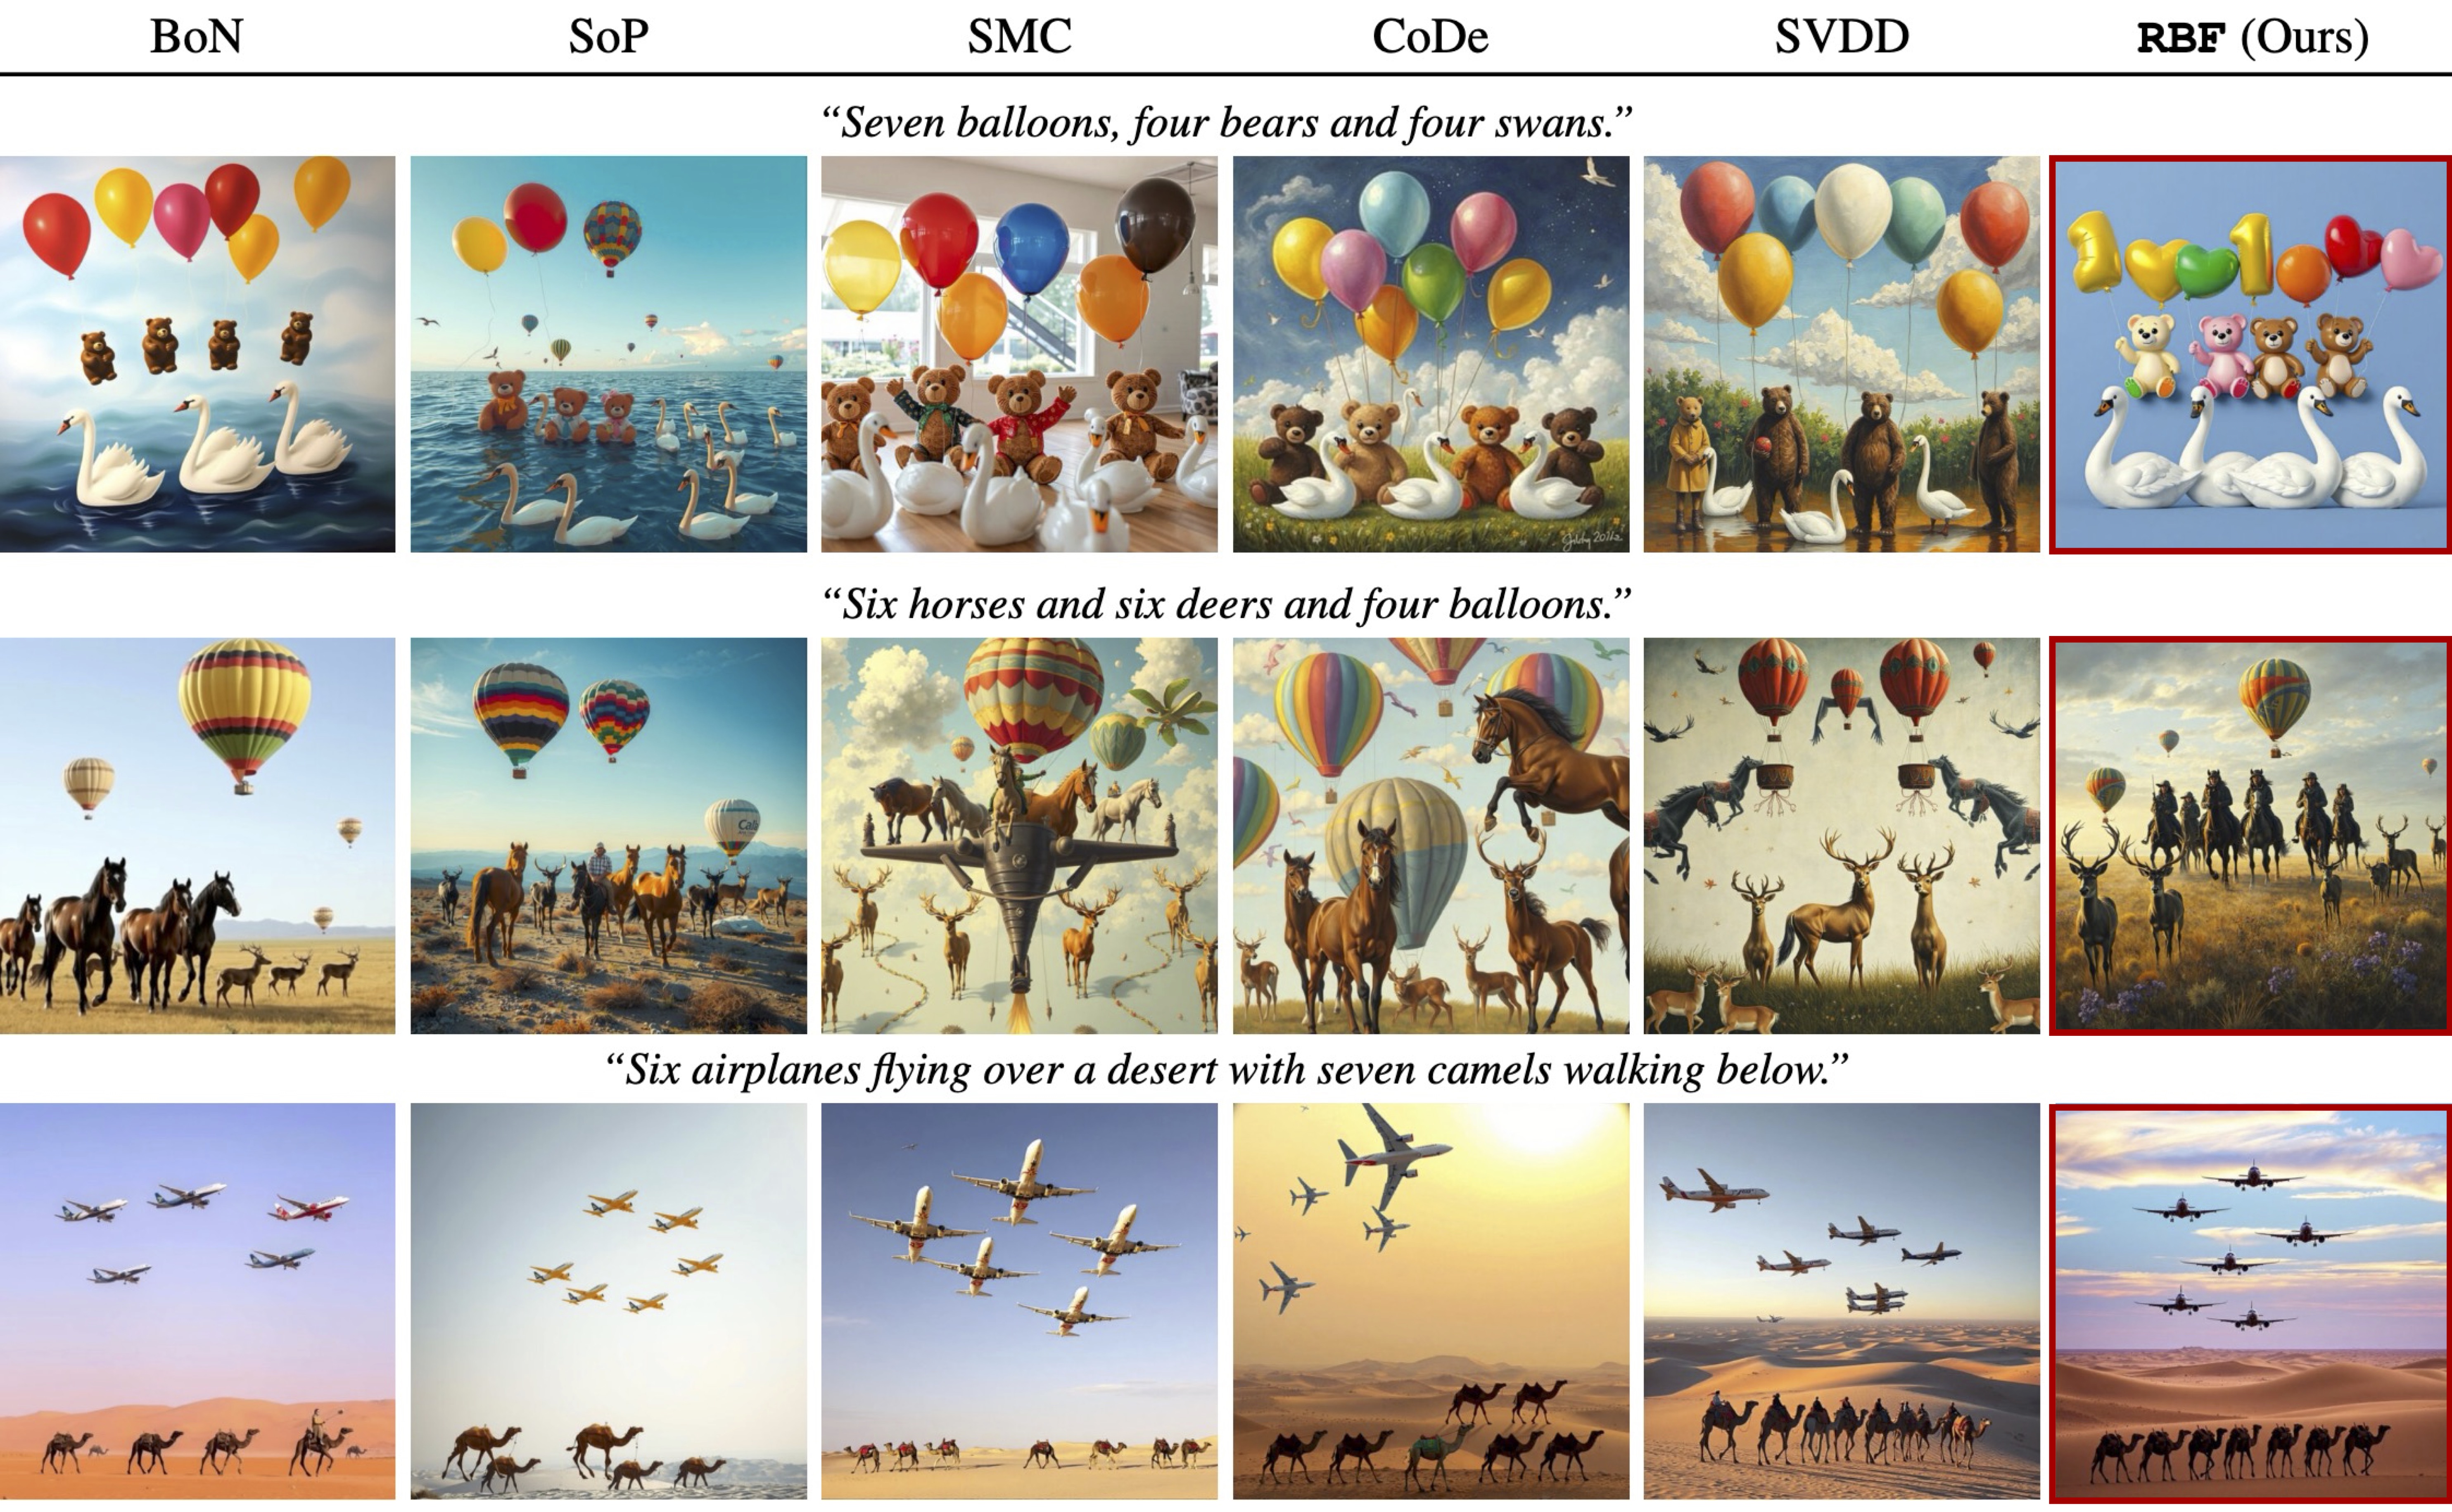 BoN SoP SMC CoDe SVDD RBF (Ours)
“Seven balloons, four bears and four swans.”
“Six horses and six deers and four balloons.”
“Six airplanes flying over a desert with seven camels walking below.”